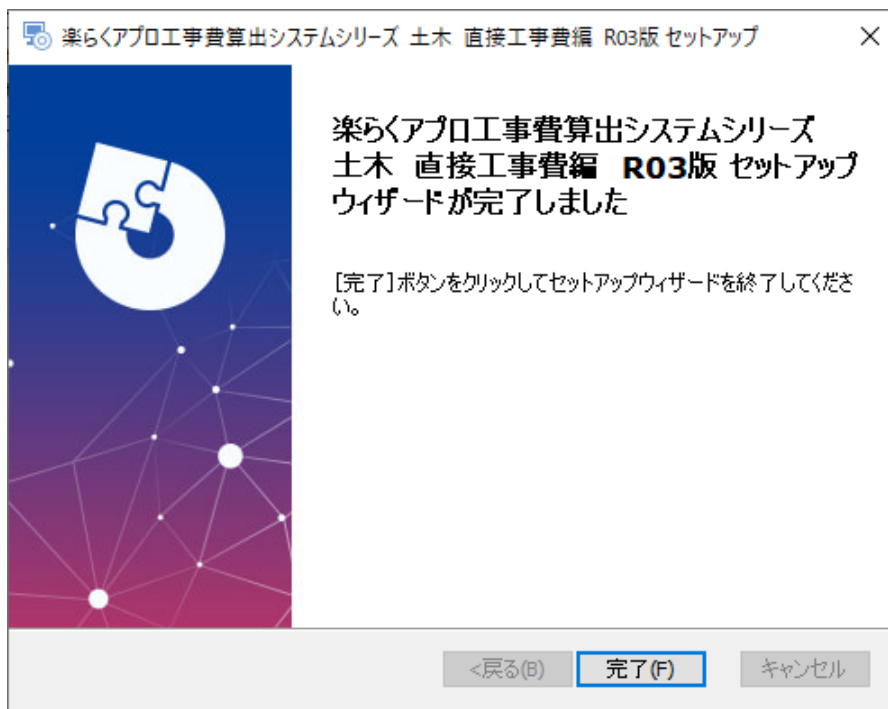 楽らくアプロ工事費算出システムシリーズ 土木 直接工事費編 R03版 セットアップ
楽らくアプロ工事費算出システムシリーズ
土木 直接工事費編 R03版 セットアップ
ウィザードが完了しました
[完了]ボタンをクリックしてセットアップウィザードを終了してくださ
い。
<戻る(B) 完了(F) キャンセル